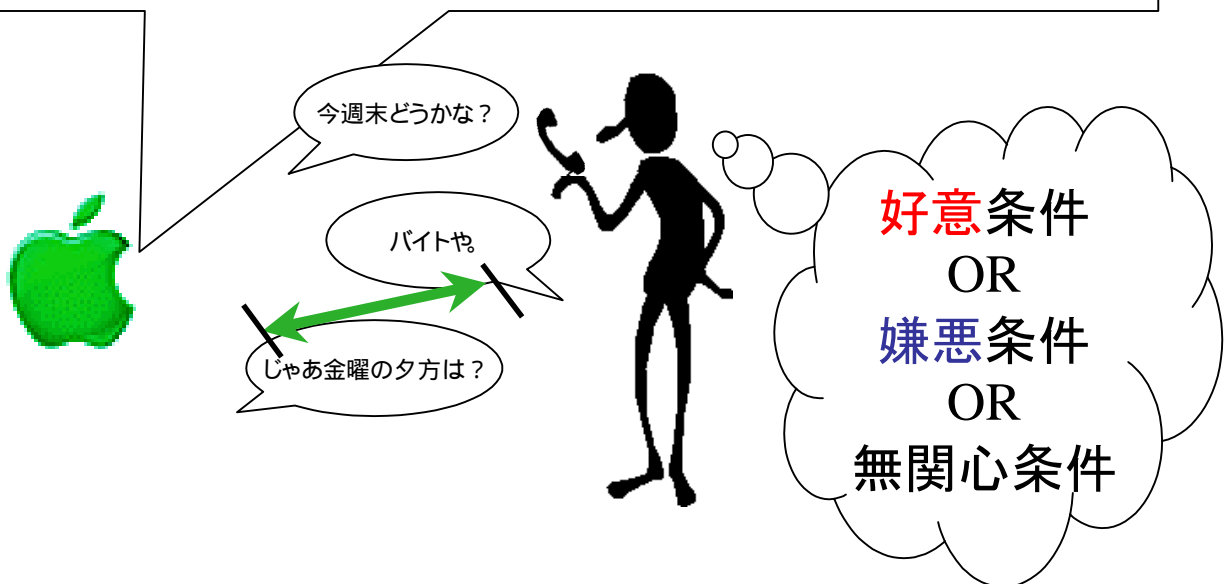 今週末どうかな？
バイトや。
じゃあ金曜の夕方は？
好意条件
OR
嫌悪条件
OR
無関心条件